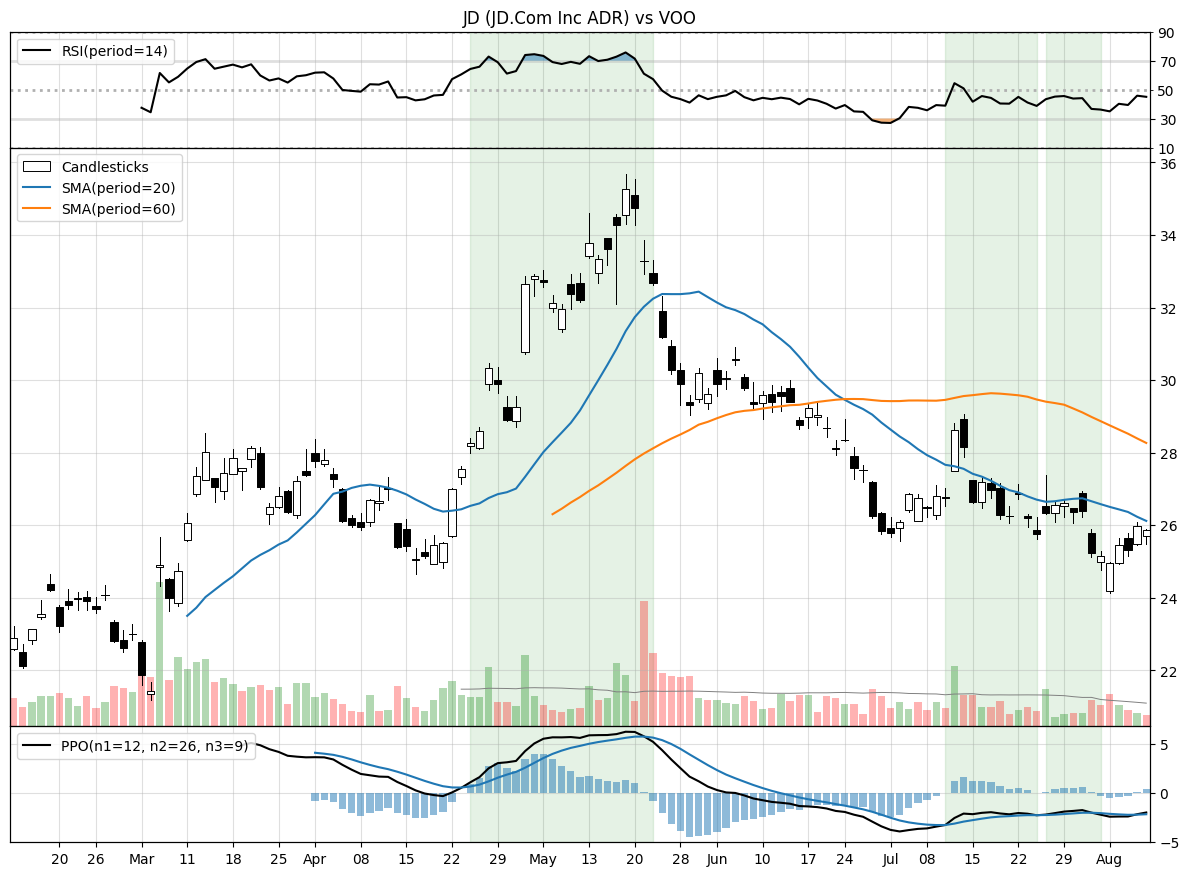 JD (JD.Com Inc ADR) vs VOO
RSI(period=14)
90
70
50
30
10
Candlesticks
SMA(period=20)
SMA(period=60)
36
34
32
30
28
26
24
22
PPO(n1=12, n2=26, n3=9)
5
0
−5
20 26 Mar 11 18 25 Apr 08 15 22 29 May 13 20 28 Jun 10 17 24 Jul 08 15 22 29 Aug